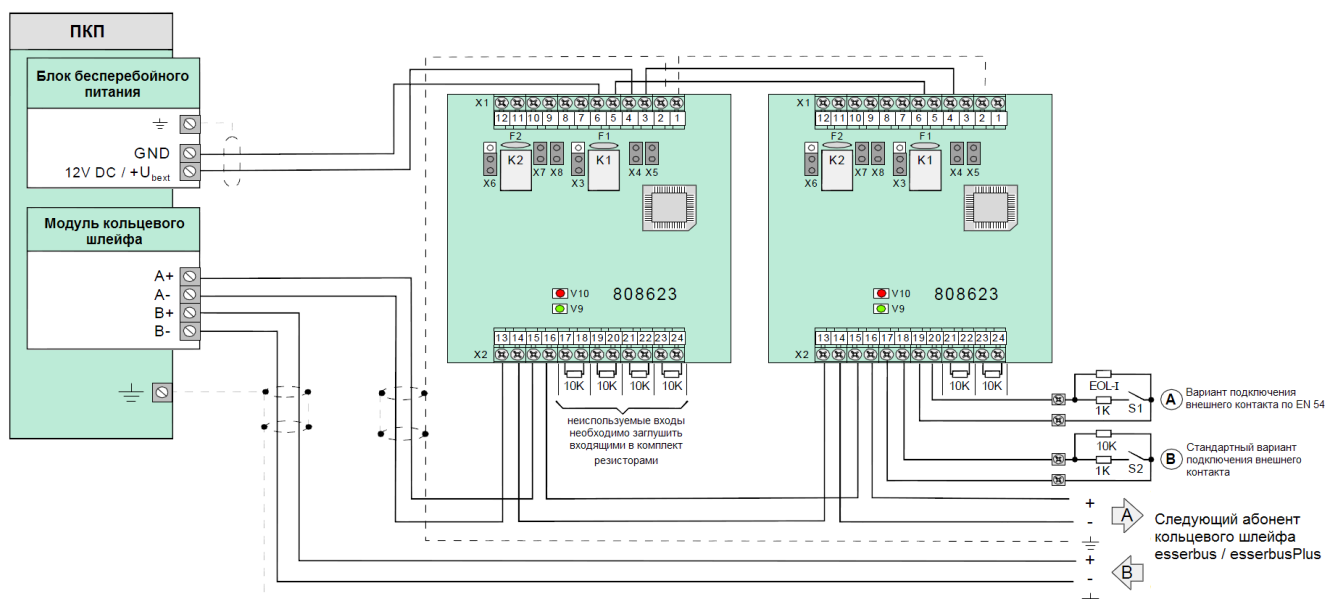 ПКП
Блок бесперебойного
питания
GND
12V DC / +Ubext
Модуль кольцевого
шлейфа
A+
A-
B+
B-
X1
12 11 10 9 8 7 6 5 4 3 2 1
F2
F1
K2
K1
X6
X7 X8
X3
X4 X5
V10
V9
808623
13 14 15 16 17 18 19 20 21 22 23 24
X2
10K 10K 10K 10K
неиспользуемые входы
необходимо заглушить
входящими в комплект
резисторами
X1
12 11 10 9 8 7 6 5 4 3 2 1
F2
F1
K2
K1
X6
X7 X8
X3
X4 X5
V10
V9
808623
13 14 15 16 17 18 19 20 21 22 23 24
X2
10K 10K
EOL-I
1K
S1
A
Вариант подключения
внешнего контакта по EN 54
10K
1K
S2
B
Стандартный вариант
подключения внешнего
контакта
+
-
A
+
-
B
Следующий абонент
кольцевого шлейфа
esserbus / esserbusPlus